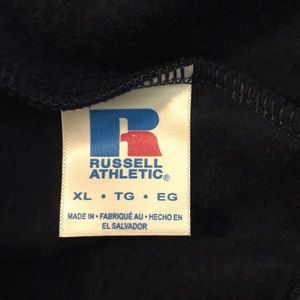 R
RUSSELL
ATHLETIC®
XL • TG • EG
MADE IN • FABRIQUÉ AU • HECHO EN
EL SALVADOR